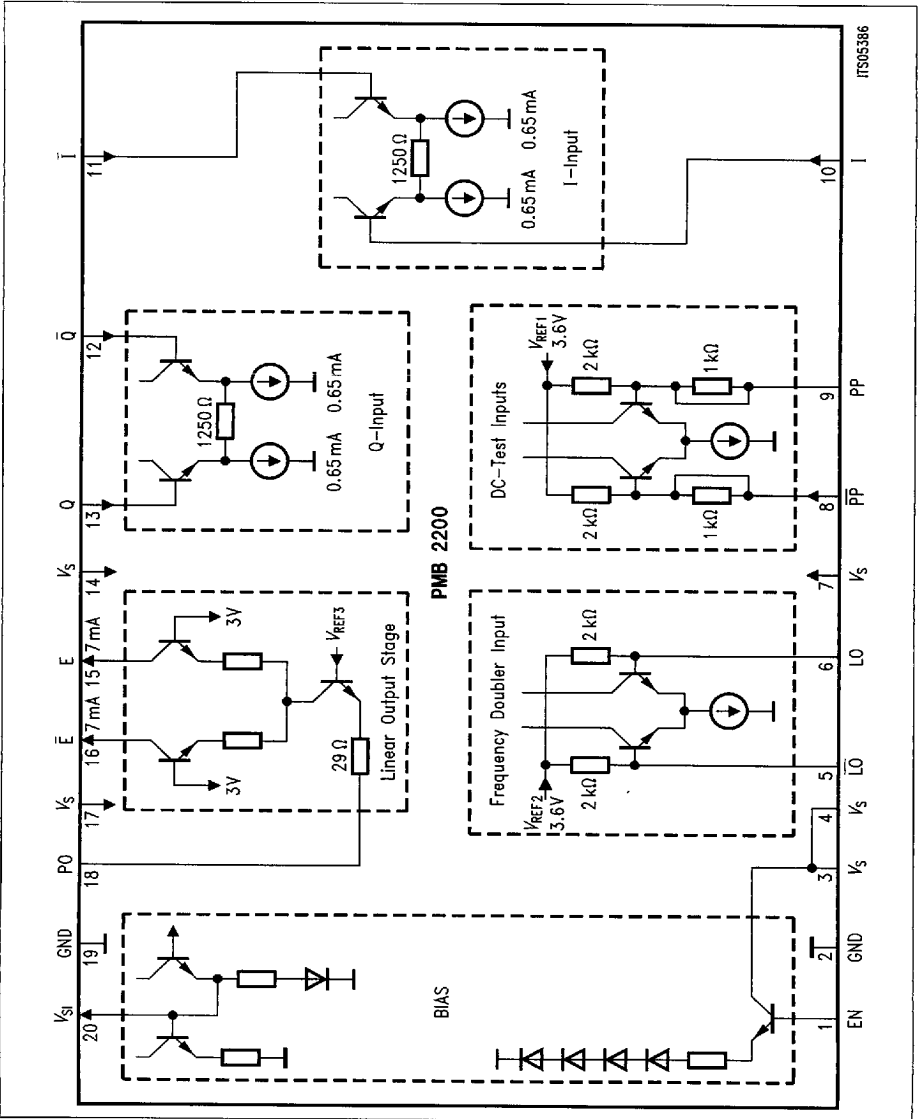 ITS05386
I̅
11
1250 Ω
0.65 mA
0.65 mA
I-Input
10
I
Q̅
12
Q
13
1250 Ω
0.65 mA
0.65 mA
Q-Input
VREF1
3.6V
2 kΩ
1 kΩ
DC-Test Inputs
2 kΩ
1 kΩ
9
PP
8
P̅P̅
PMB 2200
VS
14
7
VS
E
15
7 mA
E̅
16
7 mA
3V
3V
VREF3
29 Ω
Linear Output Stage
Frequency Doubler Input
VREF2
3.6V
2 kΩ
2 kΩ
6
LO
5
L̅O̅
VS
17
4
VS
PO
18
3
VS
GND
19
2
GND
VSI
20
BIAS
1
EN